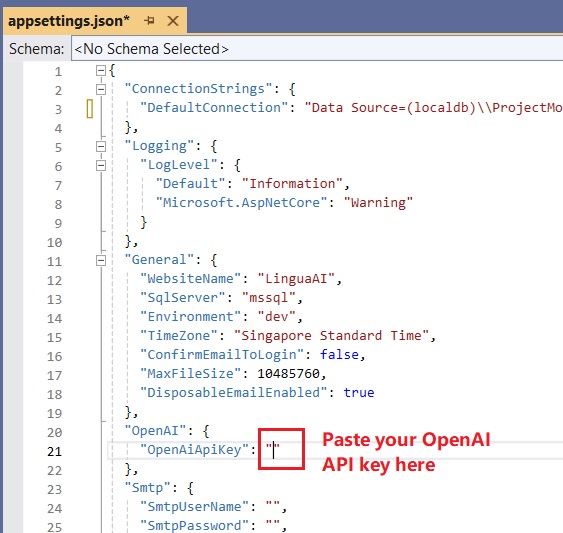 appsettings.json*
Schema: <No Schema Selected>
1 {
2 "ConnectionStrings": {
3 "DefaultConnection": "Data Source=(localdb)\\ProjectMo
4 },
5 "Logging": {
6 "LogLevel": {
7 "Default": "Information",
8 "Microsoft.AspNetCore": "Warning"
9 }
10 },
11 "General": {
12 "WebsiteName": "LinguaAI",
13 "SqlServer": "mssql",
14 "Environment": "dev",
15 "TimeZone": "Singapore Standard Time",
16 "ConfirmEmailToLogin": false,
17 "MaxFileSize": 10485760,
18 "DisposableEmailEnabled": true
19 },
20 "OpenAI": {
21 "OpenAiApiKey": ""
Paste your OpenAI
API key here
22 },
23 "Smtp": {
24 "SmtpUserName": "",
25 "SmtpPassword": "",